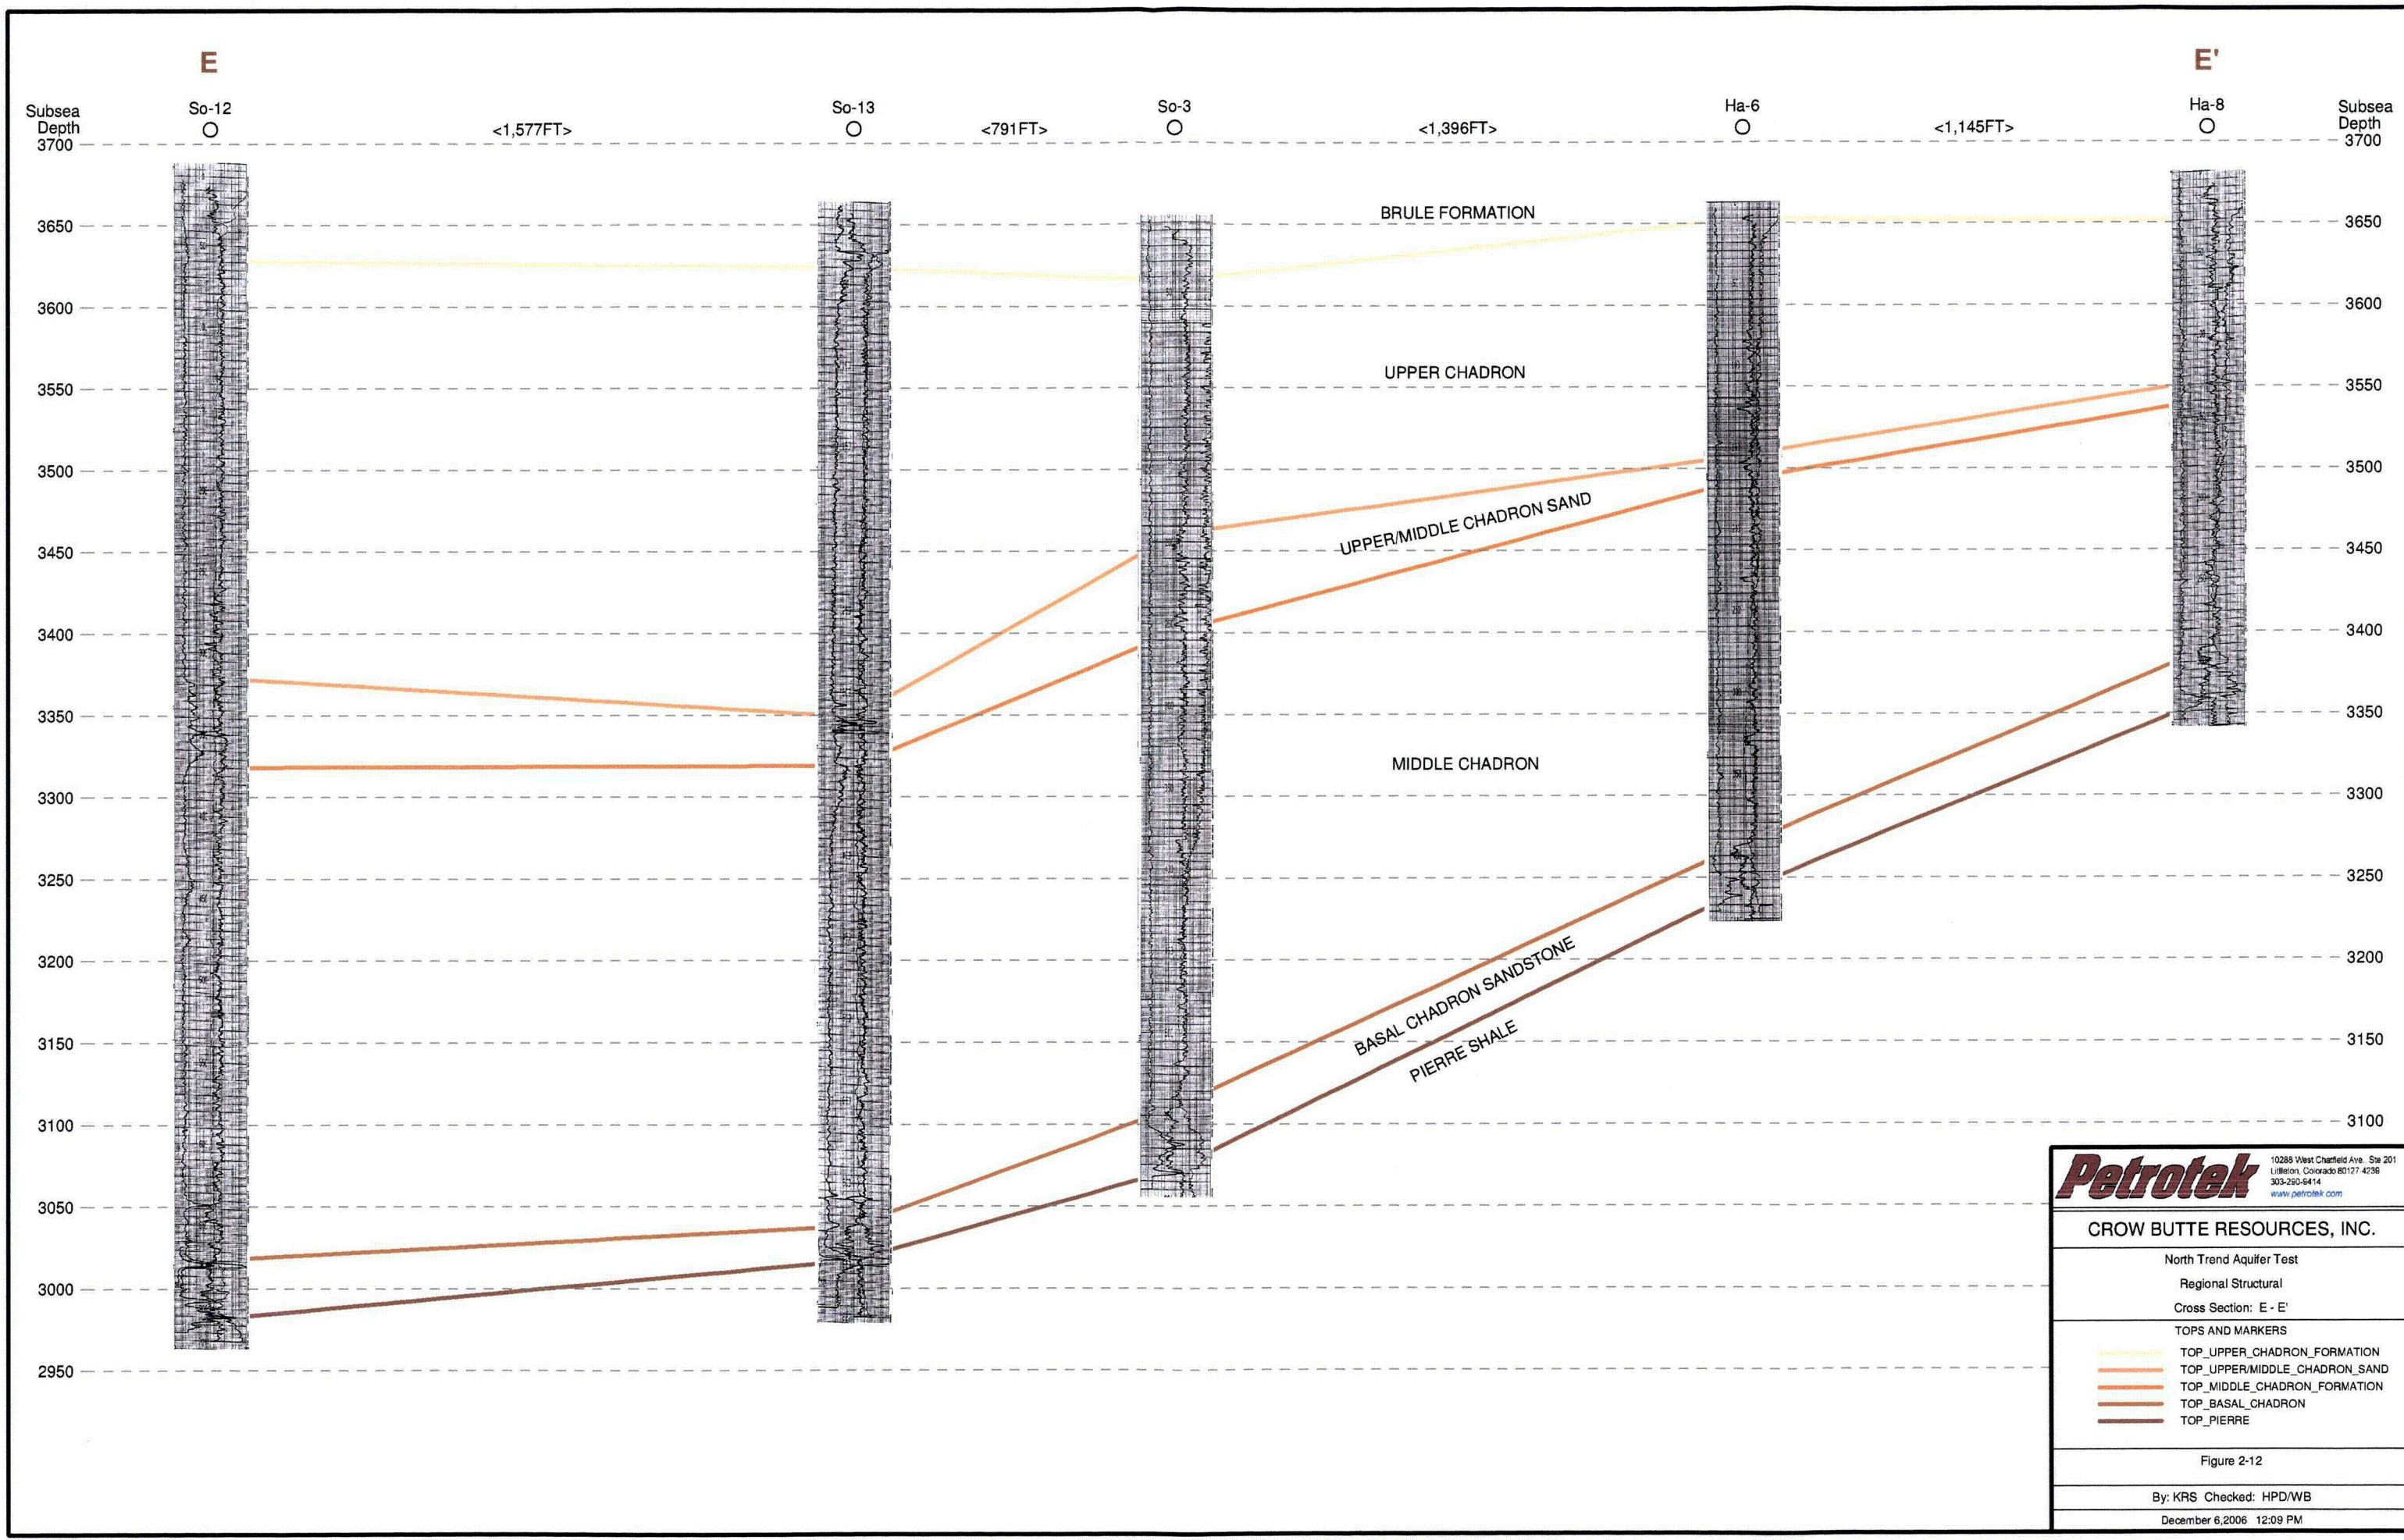 E
E'
Subsea
Depth
So-12
<1,577FT>
So-13
<791FT>
So-3
<1,396FT>
Ha-6
<1,145FT>
Ha-8
Subsea
Depth
3700
3700
3650
BRULE FORMATION
3650
3600
3600
3550
UPPER CHADRON
3550
3500
3500
UPPER/MIDDLE CHADRON SAND
3450
3450
3400
3400
3350
3350
MIDDLE CHADRON
3300
3300
3250
3250
3200
3200
BASAL CHADRON SANDSTONE
PIERRE SHALE
3150
3150
3100
3100
3050
3000
2950
Petrotek
10288 West Chatfield Ave. Ste 201
Littleton, Colorado 80127-4239
303-290-9414
www.petrotek.com
CROW BUTTE RESOURCES, INC.
North Trend Aquifer Test
Regional Structural
Cross Section: E - E'
TOPS AND MARKERS
TOP_UPPER_CHADRON_FORMATION
TOP_UPPER/MIDDLE_CHADRON_SAND
TOP_MIDDLE_CHADRON_FORMATION
TOP_BASAL_CHADRON
TOP_PIERRE
Figure 2-12
By: KRS Checked: HPD/WB
December 6,2006 12:09 PM